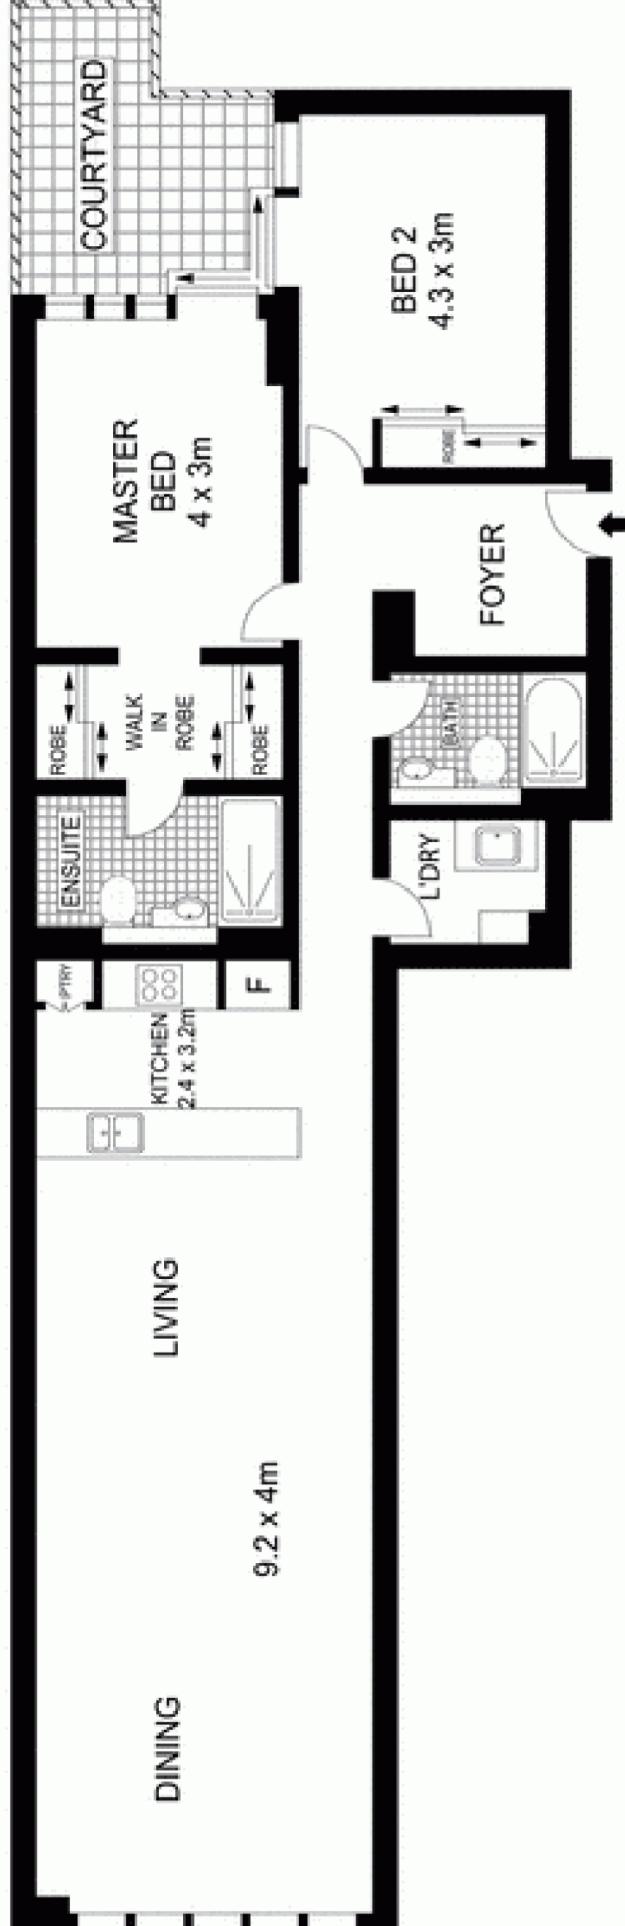 COURTYARD
BED 2
4.3 x 3m
ROBE
MASTER
BED
4 x 3m
FOYER
ROBE
WALK
IN
ROBE
ROBE
BATH
ENSUITE
L'DRY
PTRY
F
KITCHEN
2.4 x 3.2m
LIVING
9.2 x 4m
DINING